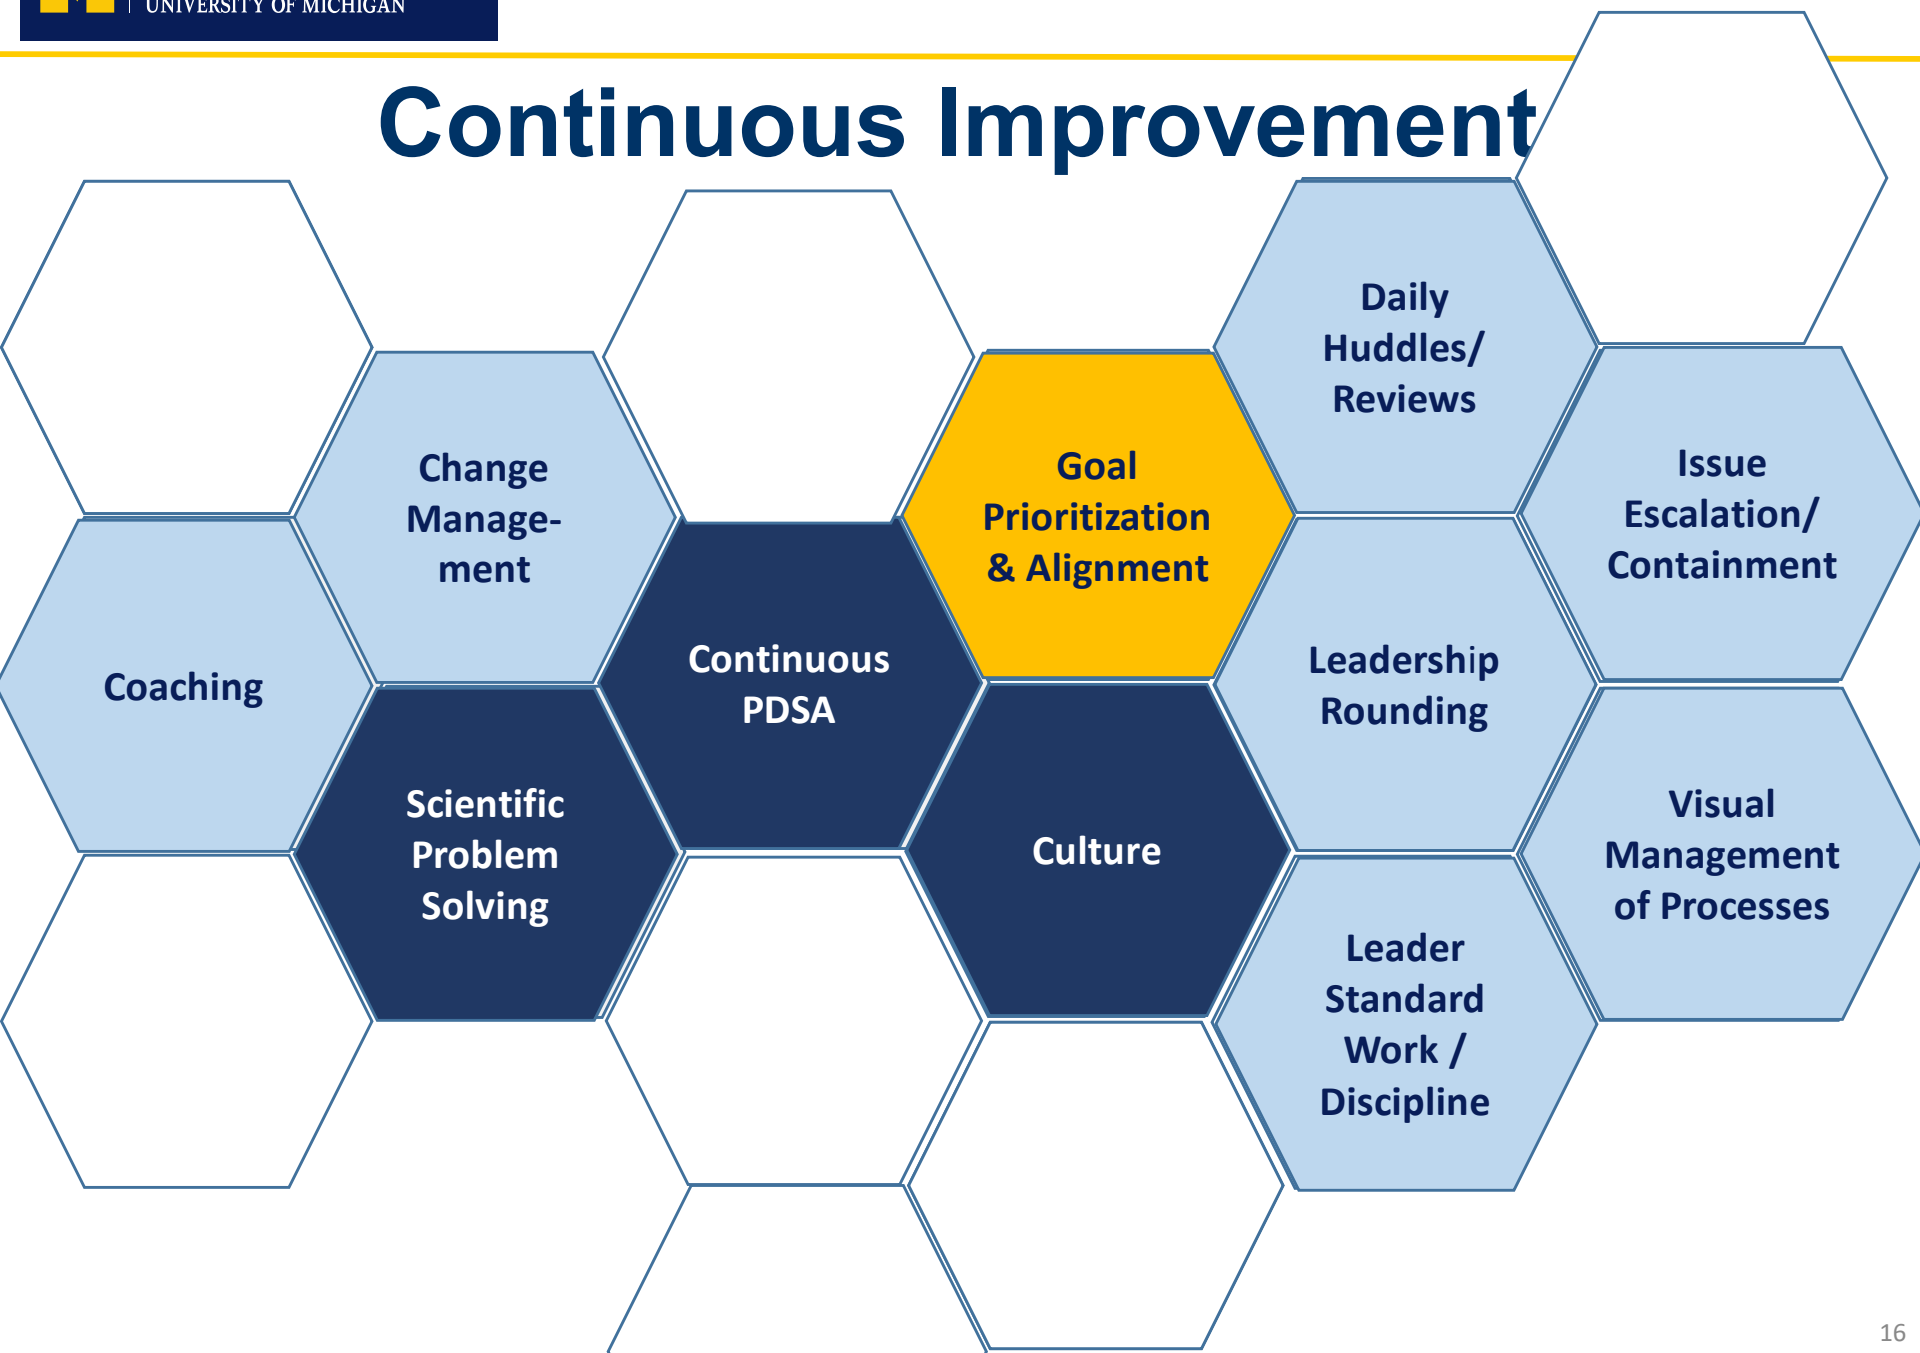 UNIVERSITY OF MICHIGAN
Continuous Improvement
Daily
Huddles/
Reviews
Change
Manage-
ment
Goal
Prioritization
& Alignment
Issue
Escalation/
Containment
Coaching
Continuous
PDSA
Leadership
Rounding
Scientific
Problem
Solving
Culture
Visual
Management
of Processes
Leader
Standard
Work /
Discipline
16